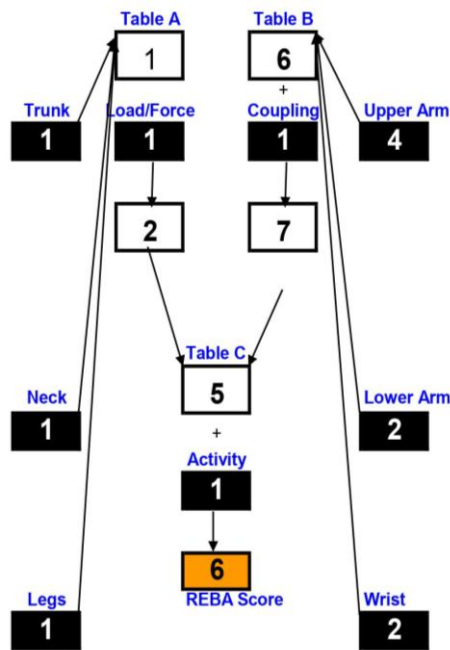 Table A Table B
1 6
+
Trunk Load/Force Coupling Upper Arm
1 1 1 4
2 7
Table C
5
Neck Lower Arm
1 + 2
Activity
1
6
Legs REBA Score Wrist
1 2